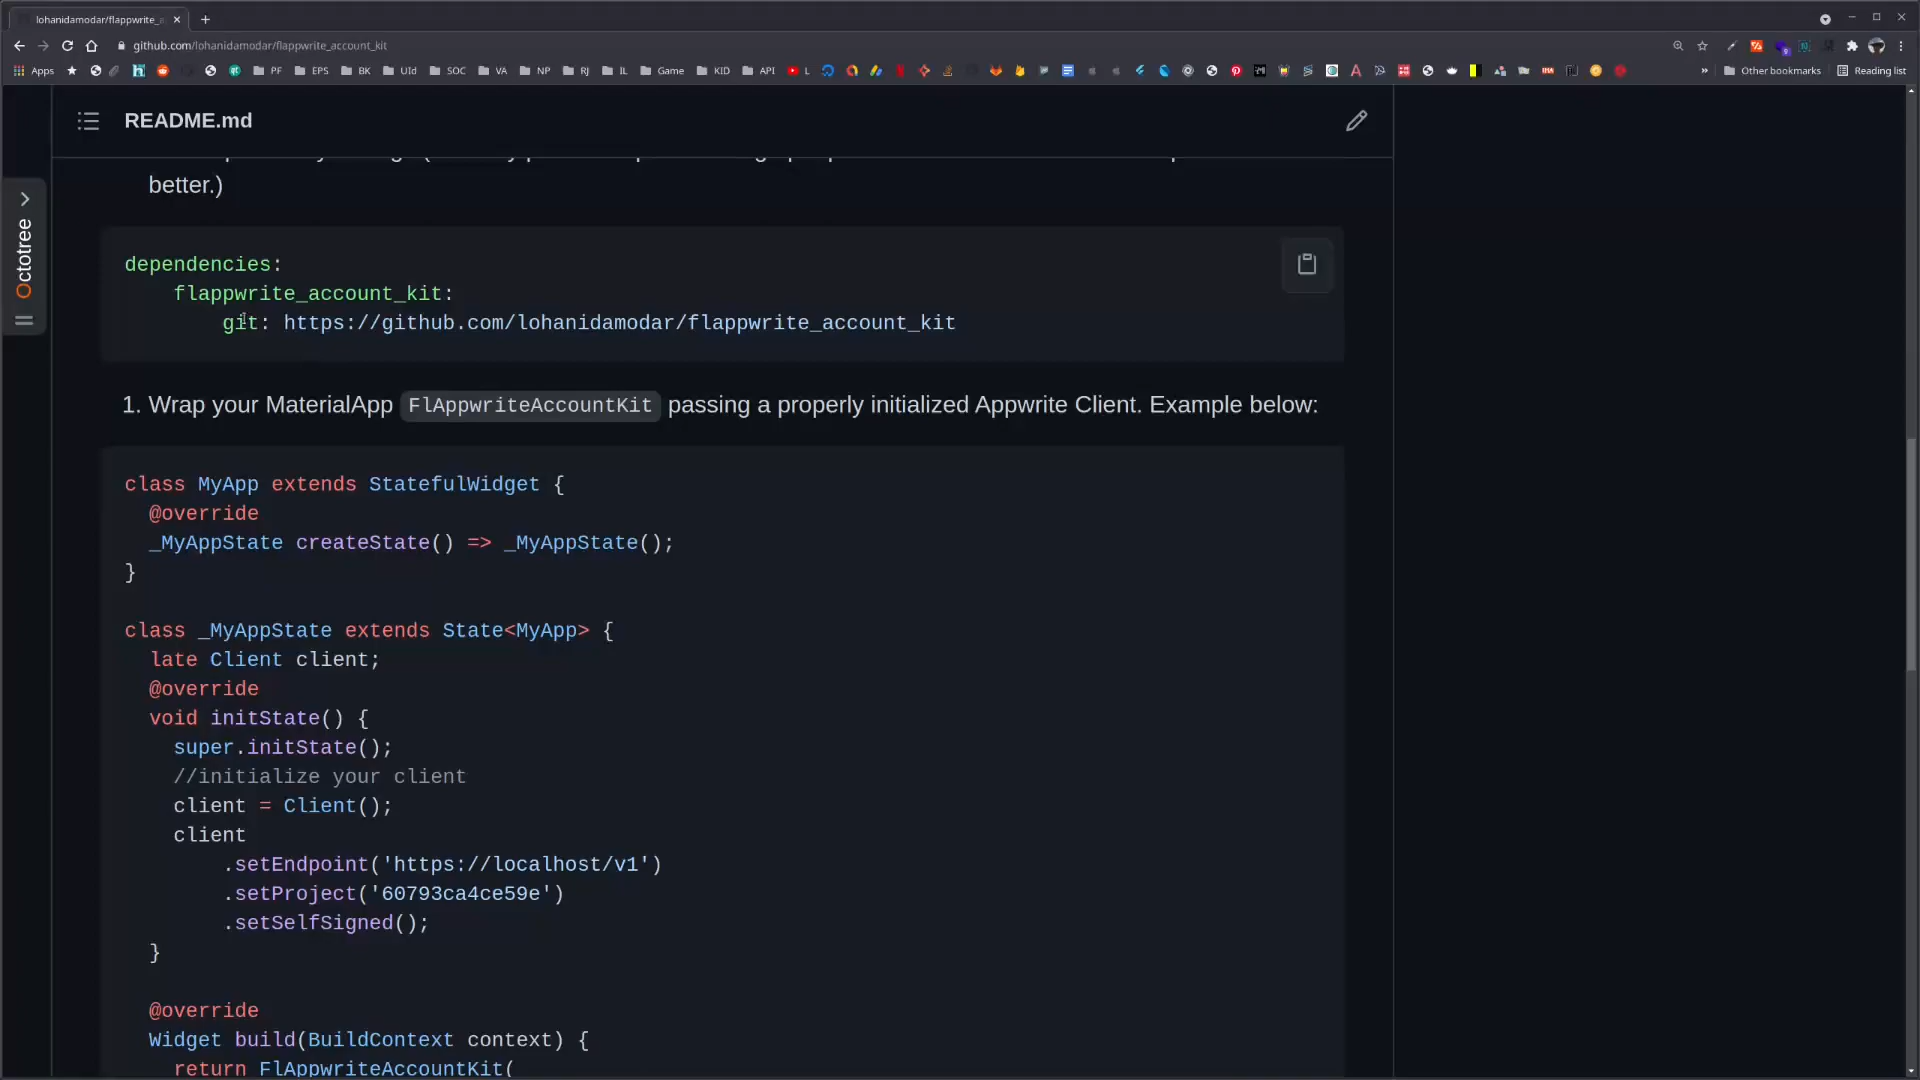 lohanidamodar/flappwrite_a
github.com/lohanidamodar/flappwrite_account_kit
Apps PF EPS BK UId SOC VA NP RJ IL Game KID API L » Other bookmarks Reading list
README.md
better.)
Octotree
dependencies:
flappwrite_account_kit:
git: https://github.com/lohanidamodar/flappwrite_account_kit
1. Wrap your MaterialApp FlAppwriteAccountKit passing a properly initialized Appwrite Client. Example below:
class MyApp extends StatefulWidget {
@override
_MyAppState createState() => _MyAppState();
}
class _MyAppState extends State<MyApp> {
late Client client;
@override
void initState() {
super.initState();
//initialize your client
client = Client();
client
.setEndpoint('https://localhost/v1')
.setProject('60793ca4ce59e')
.setSelfSigned();
}
@override
Widget build(BuildContext context) {
return FlAppwriteAccountKit(